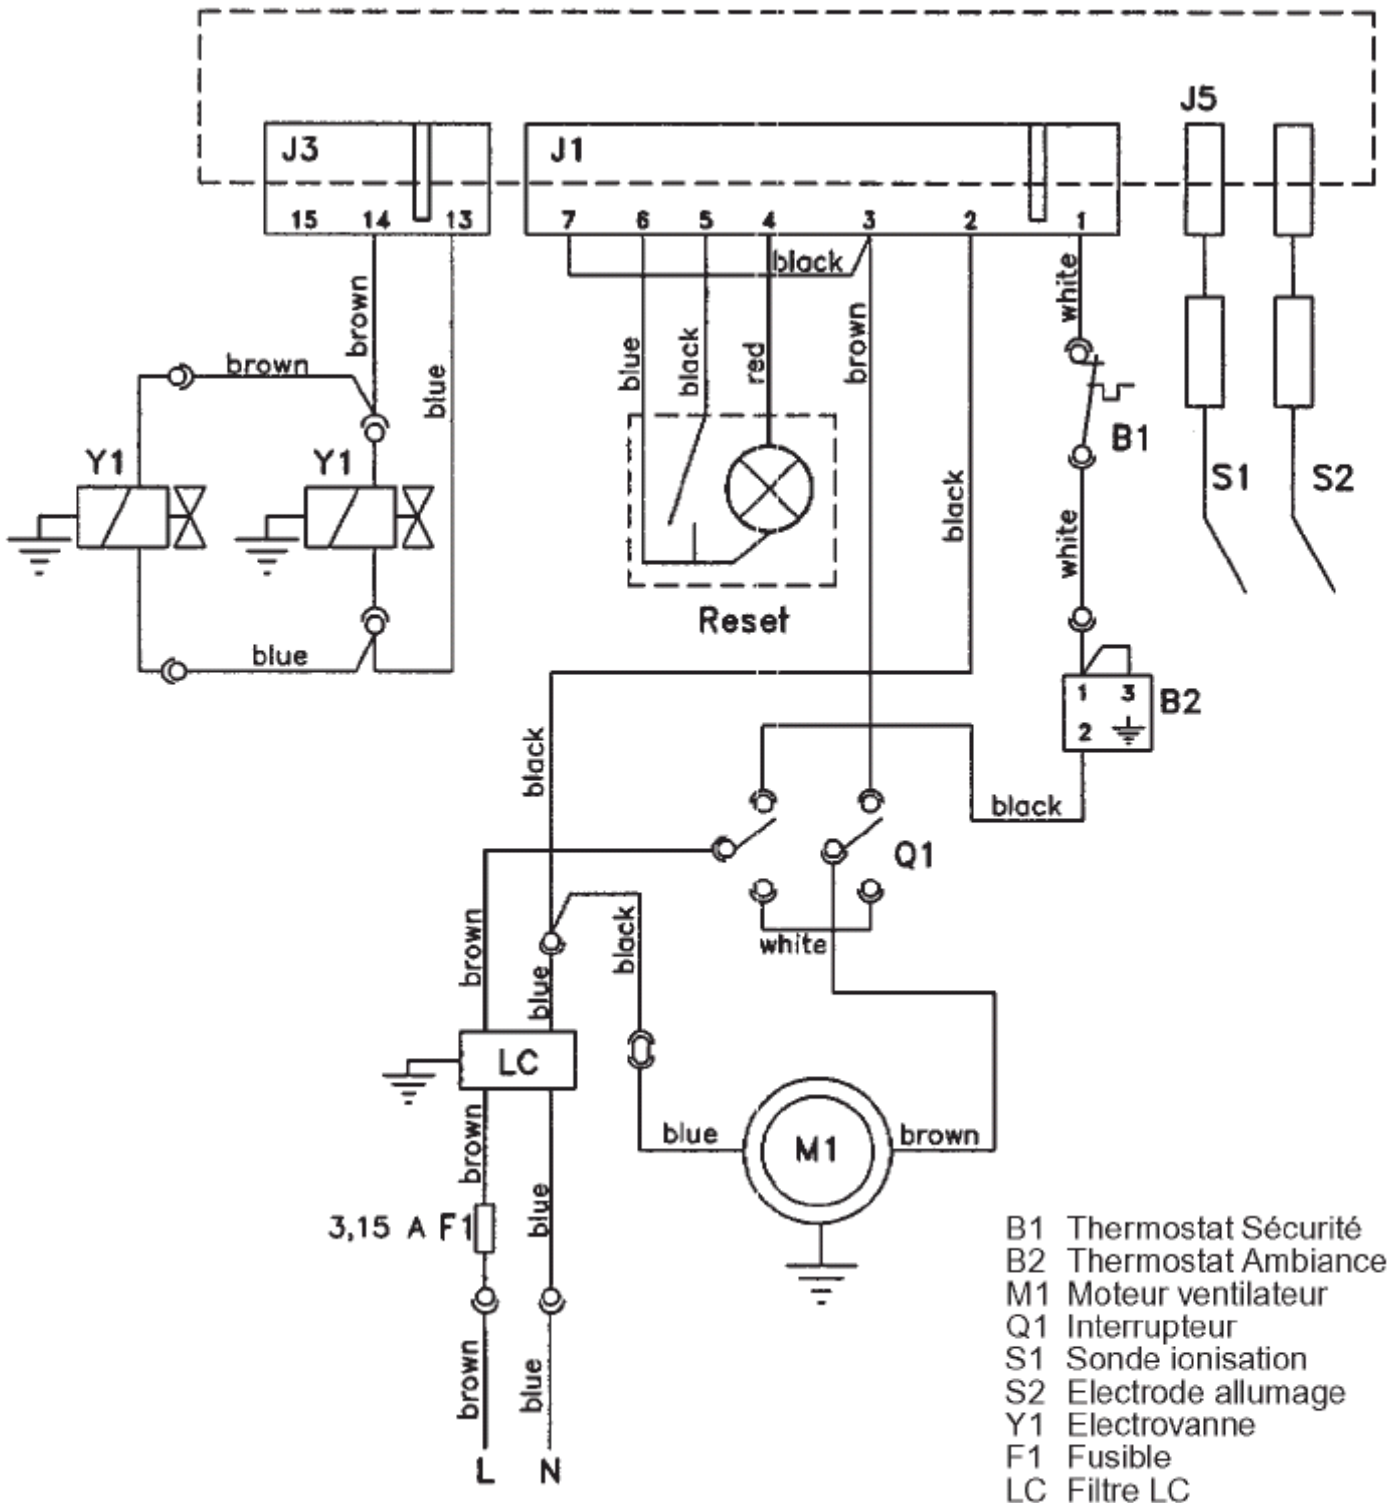 J5
J3
J1
15 14 13
7 6 5 4 3 2 1
black
white
brown
brown
blue
blue
black
red
brown
B1
Y1
Y1
S1
S2
black
white
Reset
blue
1 3
B2
2
black
black
Q1
brown
black
white
blue
LC
brown
blue
M1
brown
3,15 A F1
blue
brown
blue
L
N
B1 Thermostat Sécurité
B2 Thermostat Ambiance
M1 Moteur ventilateur
Q1 Interrupteur
S1 Sonde ionisation
S2 Electrode allumage
Y1 Electrovanne
F1 Fusible
LC Filtre LC